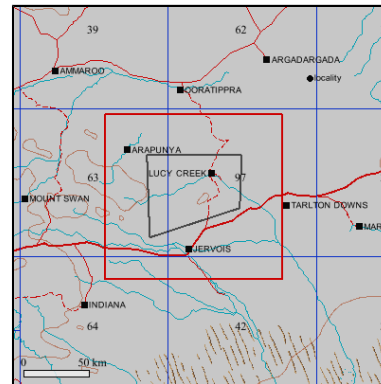 39 62
ARGADARGADA
AMMAROO
locality
OORATIPPRA
ARAPUNYA
63 LUCY CREEK 97
MOUNT SWAN TARLTON DOWNS
MAR
JERVOIS
INDIANA
64 42
0 50 km